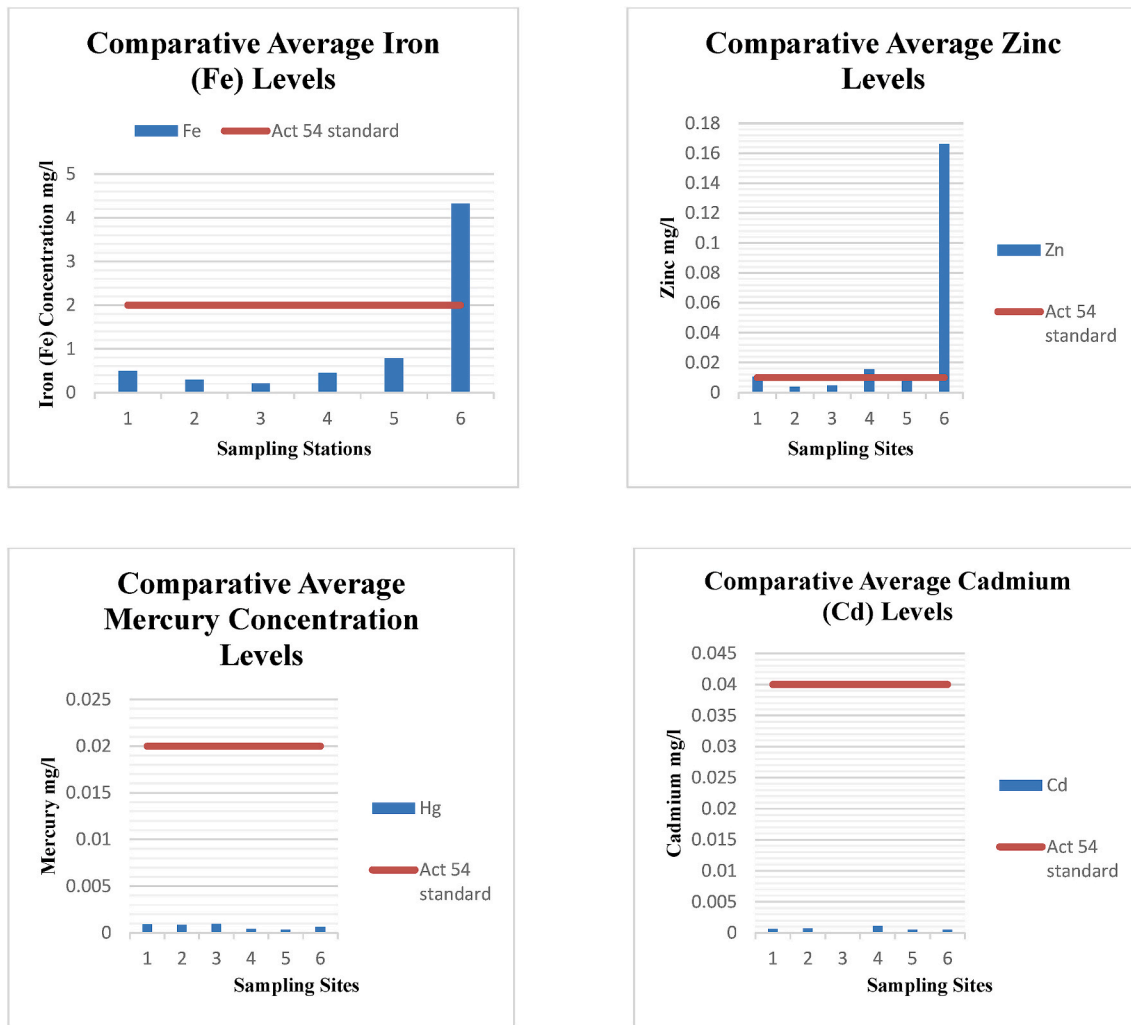 Comparative Average Iron
(Fe) Levels
Fe
Act 54 standard
Iron (Fe) Concentration mg/l
5
4
3
2
1
0
1 2 3 4 5 6
Sampling Stations
Comparative Average Zinc
Levels
Zinc mg/l
0.18
0.16
0.14
0.12
0.1
0.08
0.06
0.04
0.02
0
1 2 3 4 5 6
Sampling Sites
Zn
Act 54
standard
Comparative Average
Mercury Concentration
Levels
Mercury mg/l
0.025
0.02
0.015
0.01
0.005
0
1 2 3 4 5 6
Sampling Sites
Hg
Act 54
standard
Comparative Average Cadmium
(Cd) Levels
Cadmium mg/l
0.045
0.04
0.035
0.03
0.025
0.02
0.015
0.01
0.005
0
1 2 3 4 5 6
Sampling Sites
Cd
Act 54
standard